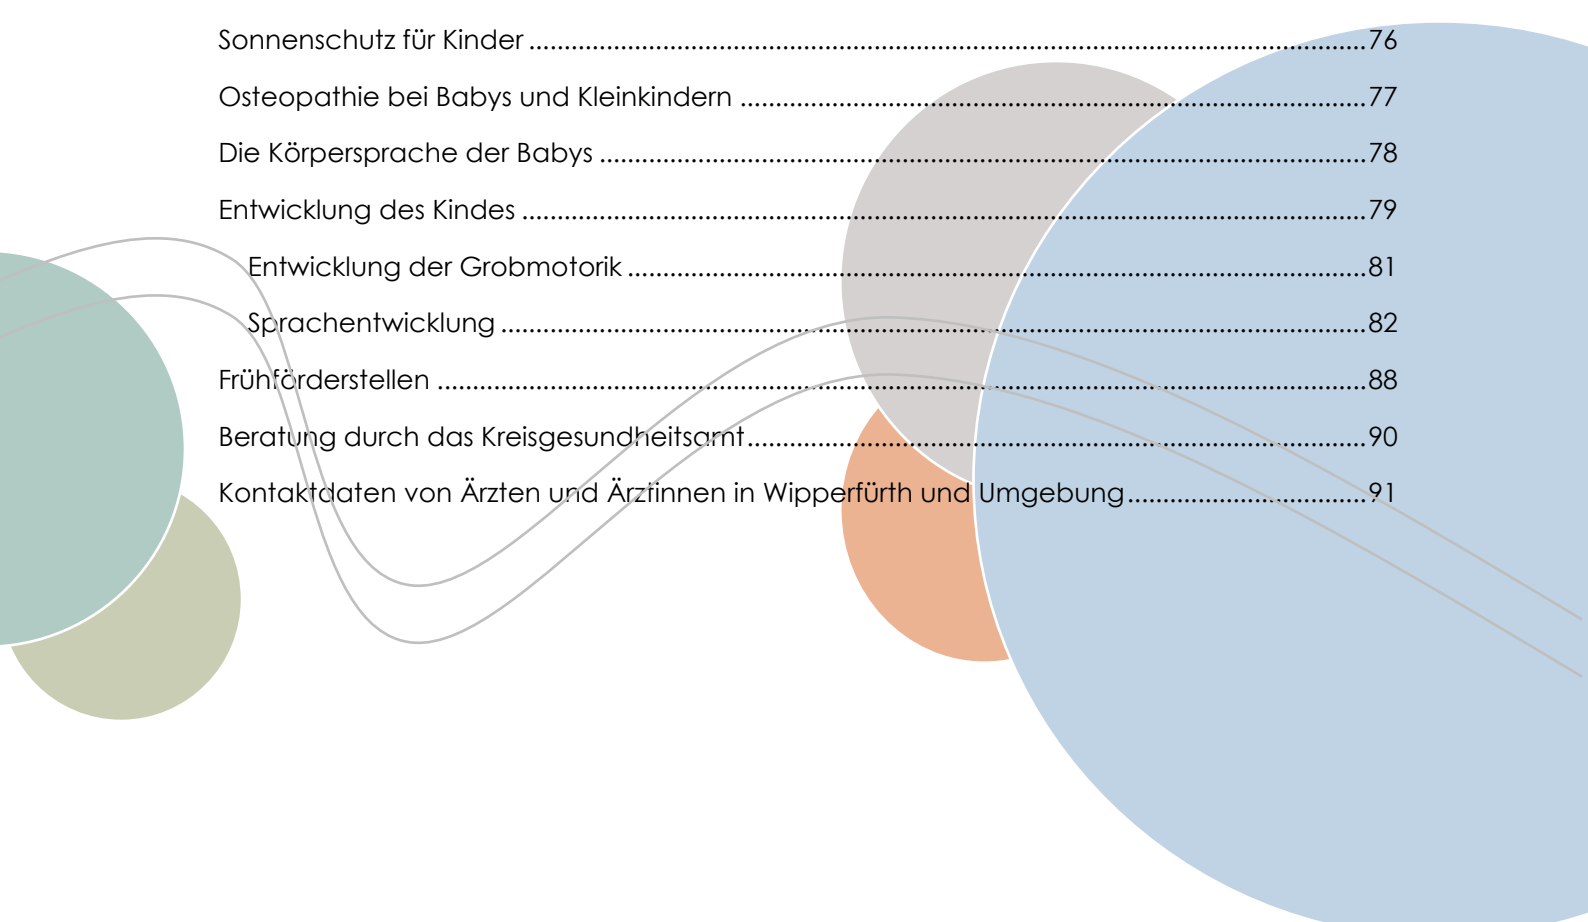 Sonnenschutz für Kinder ........................................................................................................ 76
Osteopathie bei Babys und Kleinkindern ........................................................................................ 77
Die Körpersprache der Babys ........................................................................................................ 78
Entwicklung des Kindes ........................................................................................................ 79
Entwicklung der Grobmotorik ........................................................................................................ 81
Sprachentwicklung ........................................................................................................ 82
Frühförderstellen ........................................................................................................ 88
Beratung durch das Kreisgesundheitsamt ........................................................................................ 90
Kontaktdaten von Ärzten und Ärztinnen in Wipperfürth und Umgebung .................................. 91